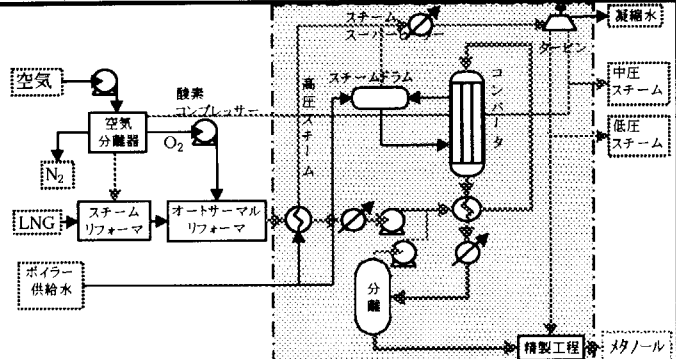 スチーム
スーパーヒーター
凝縮水
タービン
空気
酸素
コンプレッサー
高圧スチーム
スチームドラム
コンバータ
中圧
スチーム
空気
分離器
O₂
低圧
スチーム
N₂
LNG
スチーム
リフォーマ
オートサーマル
リフォーマ
ボイラー
供給水
分離
精製工程
メタノール